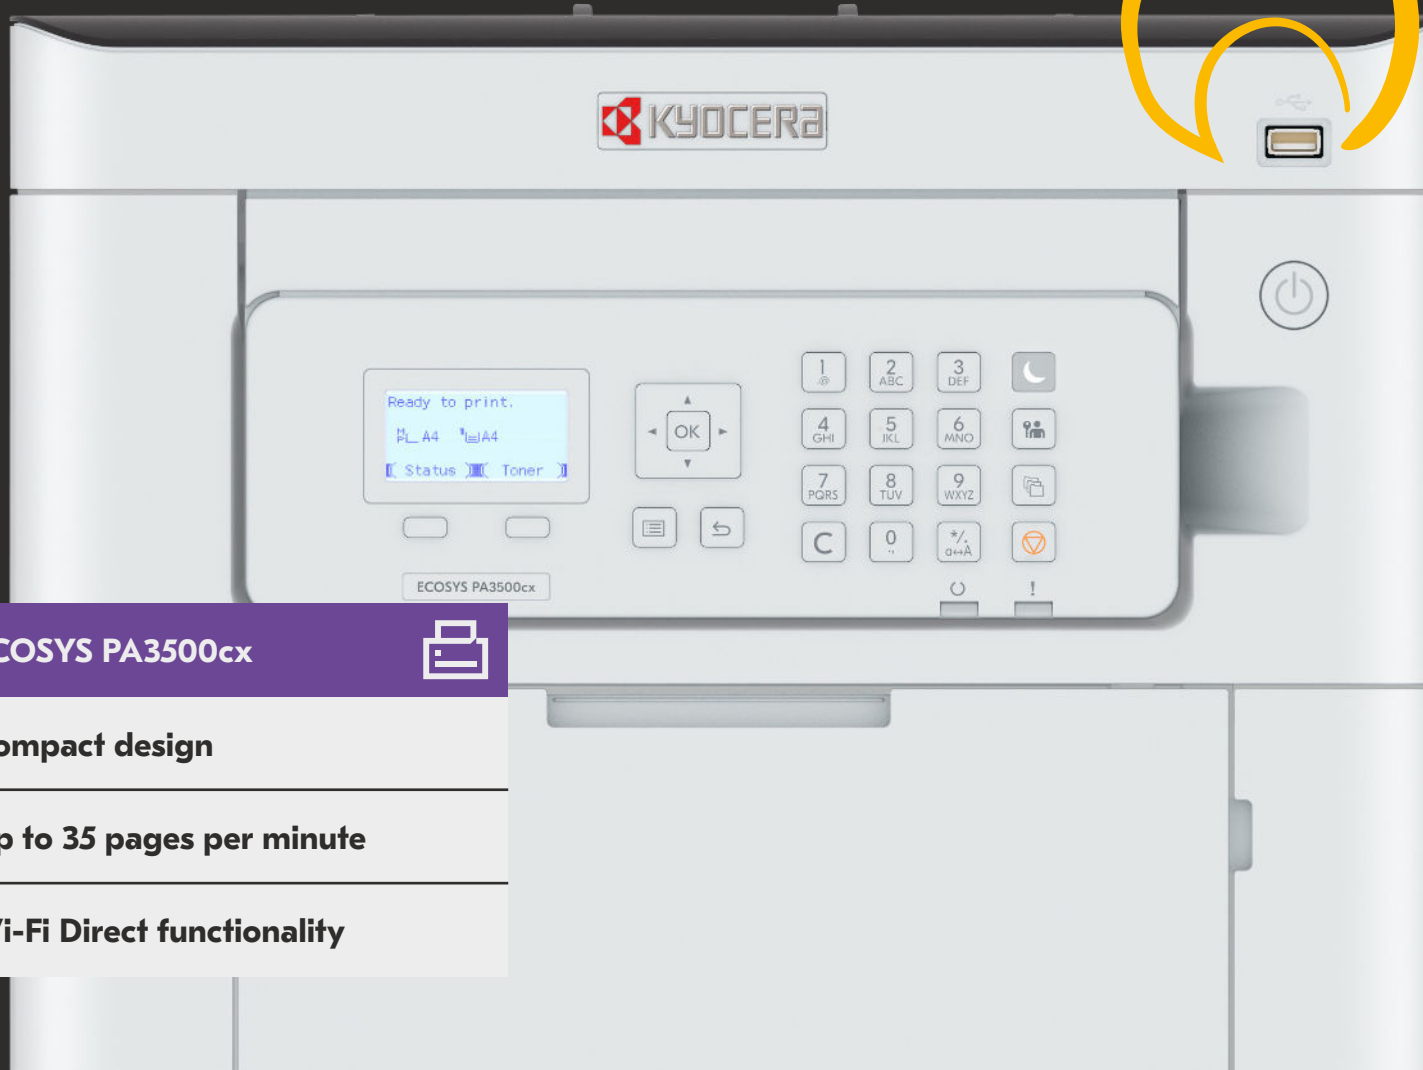 KYOCERA
Ready to print.
MP A4 A4
Status Toner
OK
1 .@
2 ABC
3 DEF
4 GHI
5 JKL
6 MNO
7 PQRS
8 TUV
9 WXYZ
C
0 .,
*/. a↔A
!
ECOSYS PA3500cx
COSYS PA3500cx
ompact design
p to 35 pages per minute
i-Fi Direct functionality